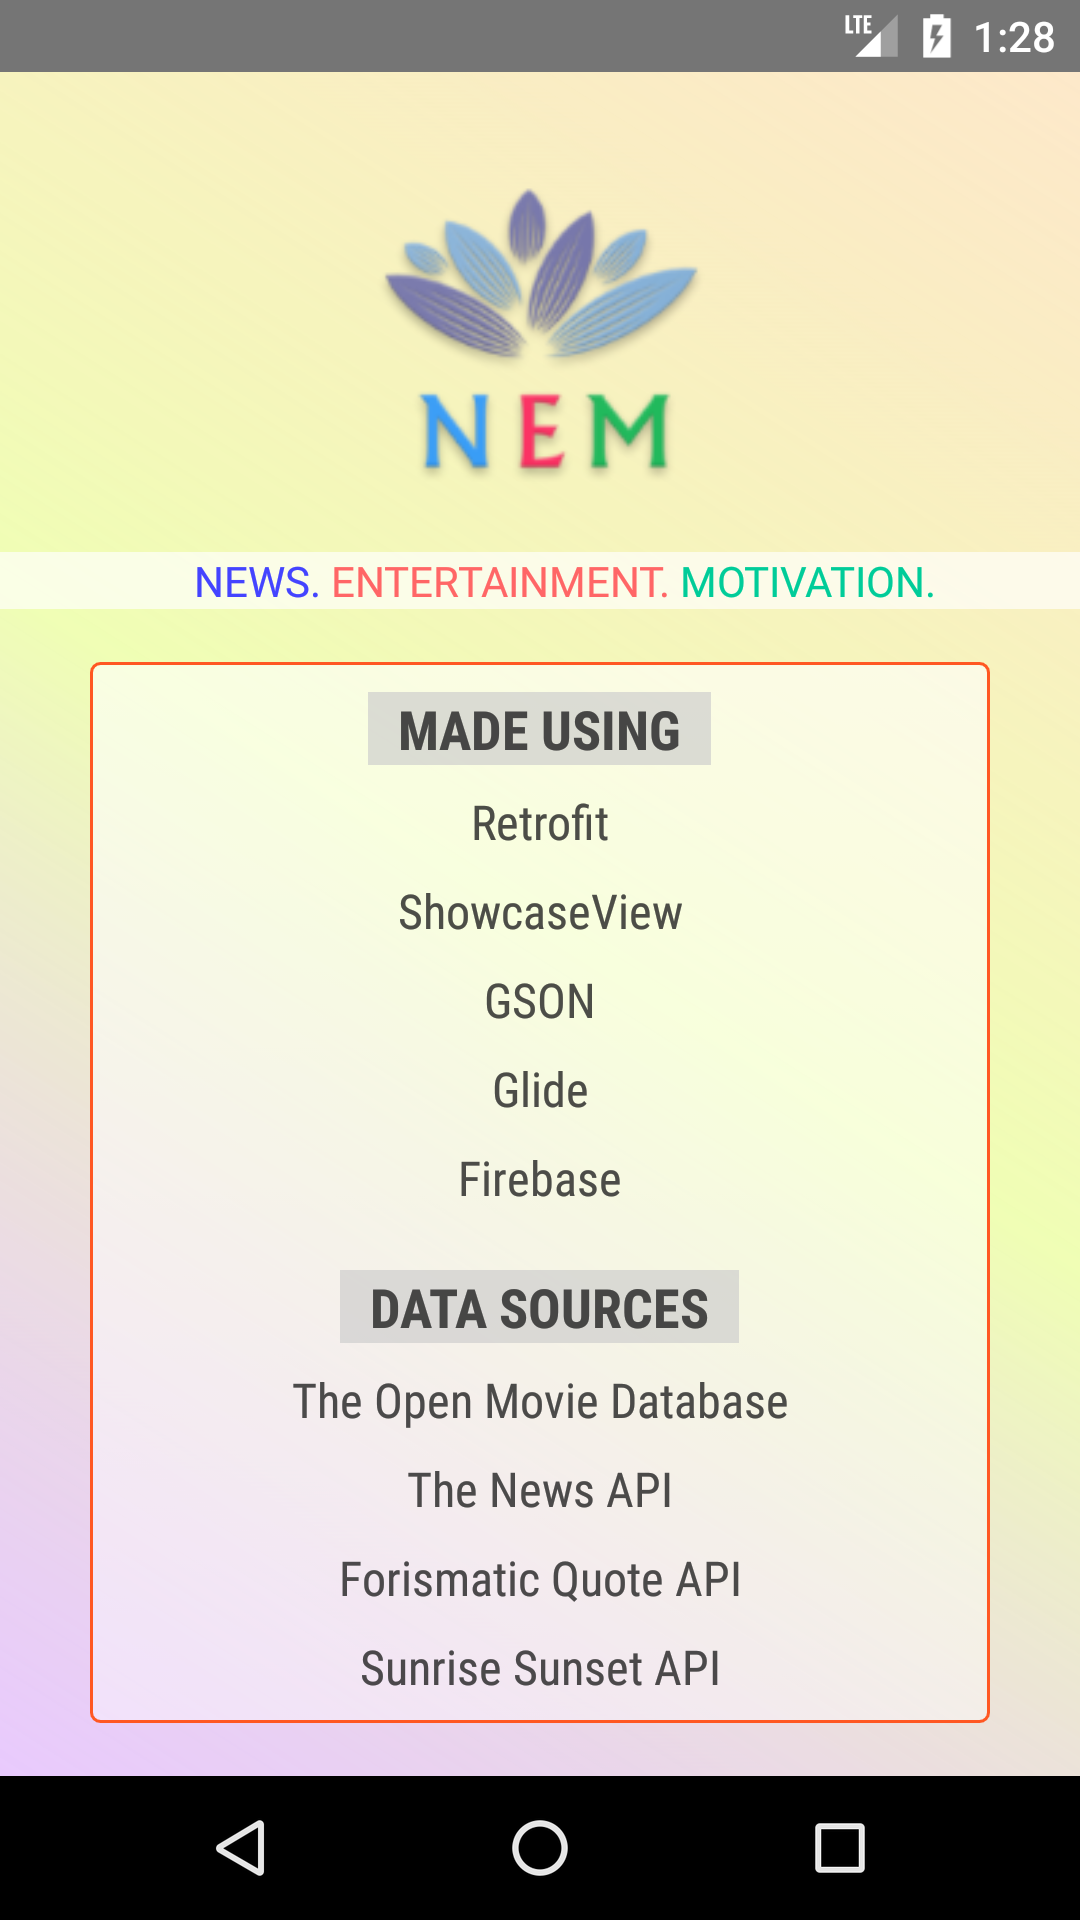 LTE 1:28
NEM
NEWS. ENTERTAINMENT. MOTIVATION.
MADE USING
Retrofit
ShowcaseView
GSON
Glide
Firebase
DATA SOURCES
The Open Movie Database
The News API
Forismatic Quote API
Sunrise Sunset API